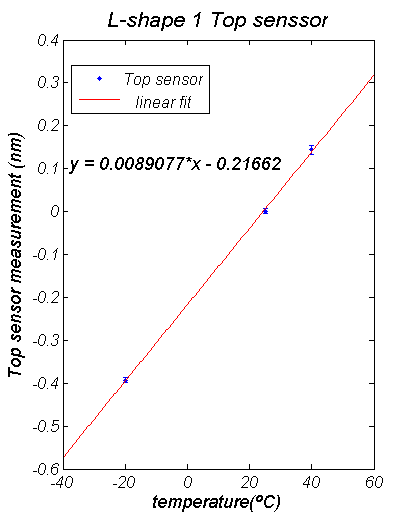 L-shape 1 Top senssor
0.4
0.3
0.2
0.1
0
-0.1
-0.2
-0.3
-0.4
-0.5
-0.6
Top sensor measurement (nm)
Top sensor
linear fit
y = 0.0089077*x - 0.21662
-40
-20
0
20
40
60
temperature(ºC)